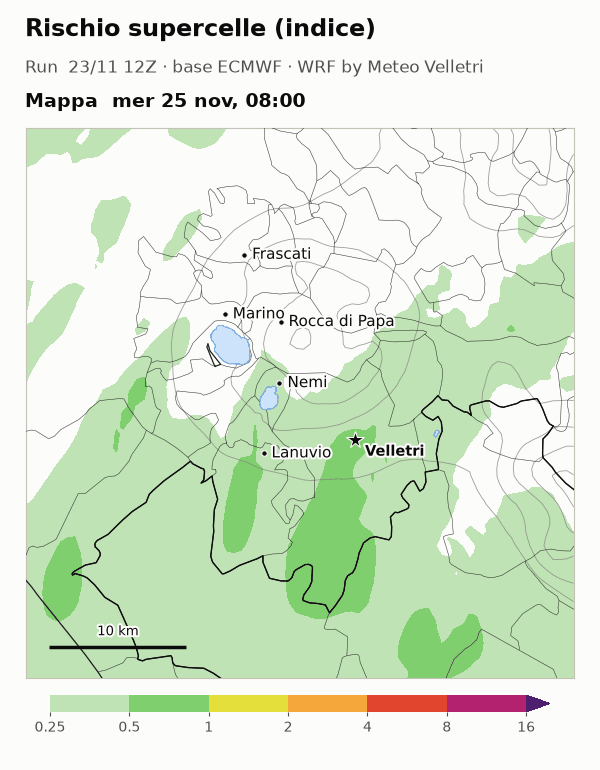 Rischio supercelle (indice)
Run 23/11 12Z · base ECMWF · WRF by Meteo Velletri
Mappa mer 25 nov, 08:00
Frascati
Marino
Rocca di Papa
Nemi
Lanuvio
Velletri
10 km
0.25 0.5 1 2 4 8 16